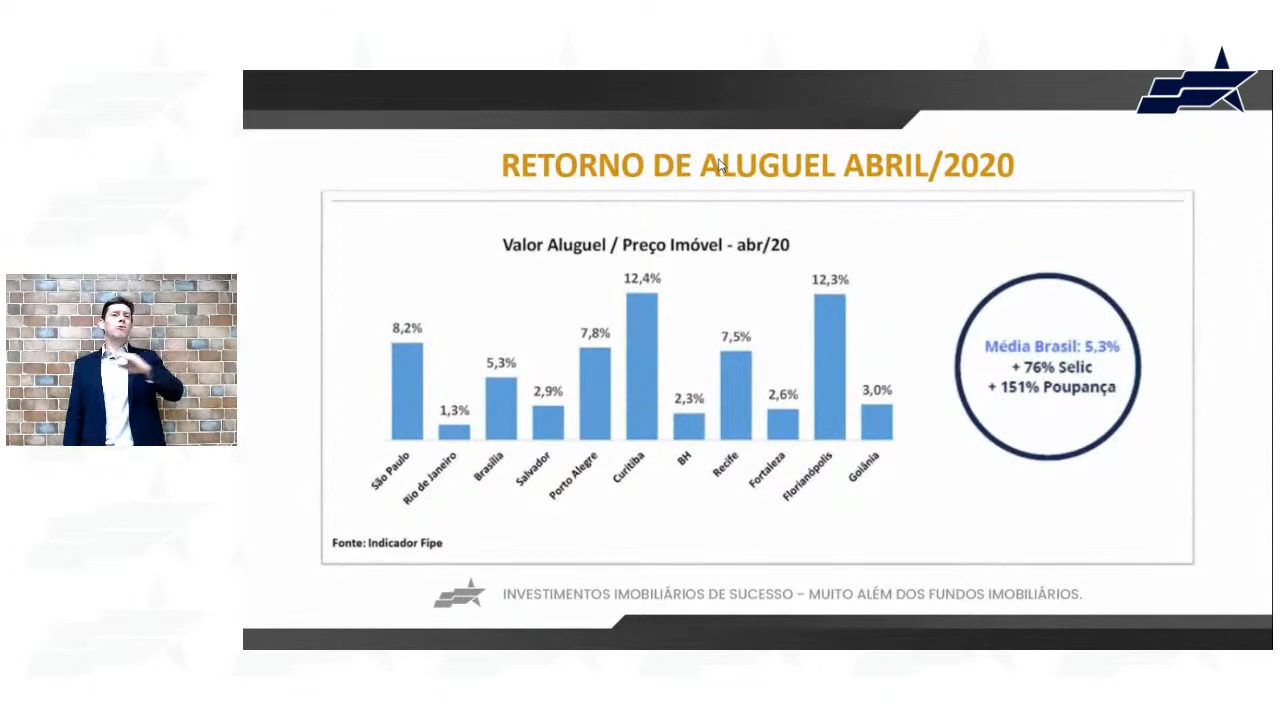 RETORNO DE ALUGUEL ABRIL/2020
Valor Aluguel / Preço Imóvel - abr/20
8,2%
1,3%
5,3%
2,9%
7,8%
12,4%
2,3%
7,5%
2,6%
12,3%
3,0%
São Paulo
Rio de Janeiro
Brasília
Salvador
Porto Alegre
Curitiba
BH
Recife
Fortaleza
Florianópolis
Goiânia
Média Brasil: 5,3%
+ 76% Selic
+ 151% Poupança
Fonte: Indicador Fipe
INVESTIMENTOS IMOBILIÁRIOS DE SUCESSO - MUITO ALÉM DOS FUNDOS IMOBILIÁRIOS.